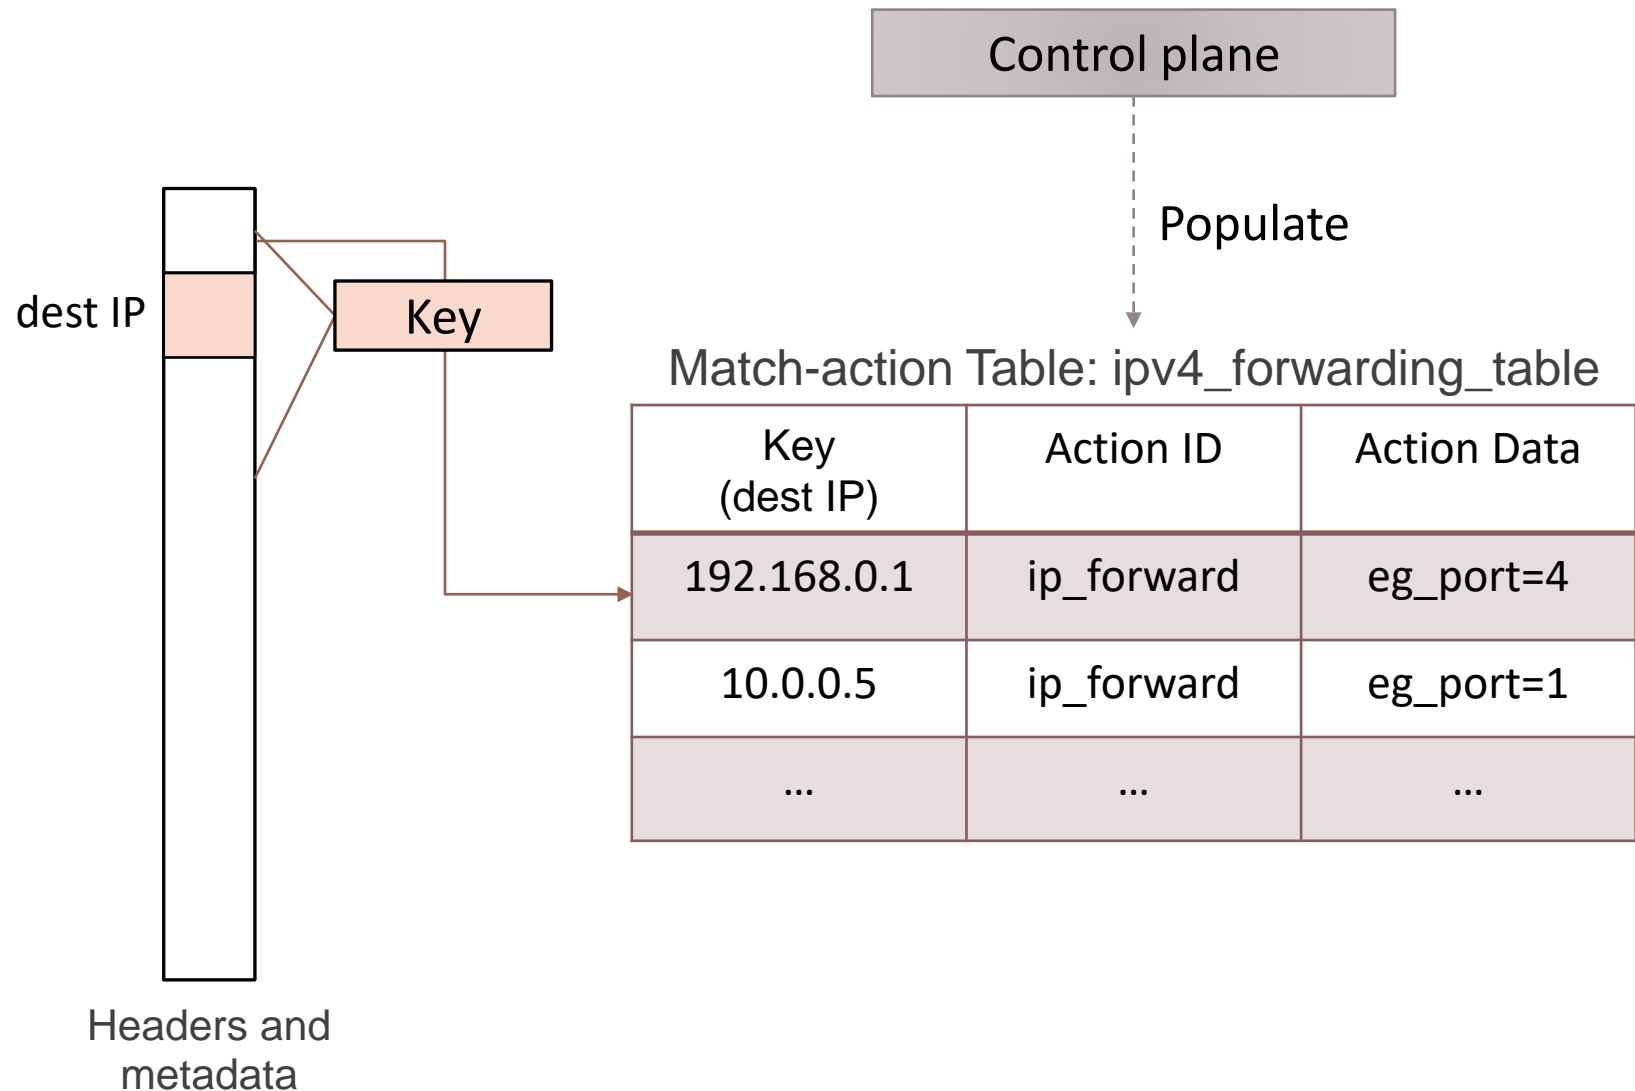 Control plane
Populate
dest IP
Key
Match-action Table: ipv4_forwarding_table
Key
(dest IP)
Action ID
Action Data
192.168.0.1
ip_forward
eg_port=4
10.0.0.5
ip_forward
eg_port=1
...
...
...
Headers and
metadata